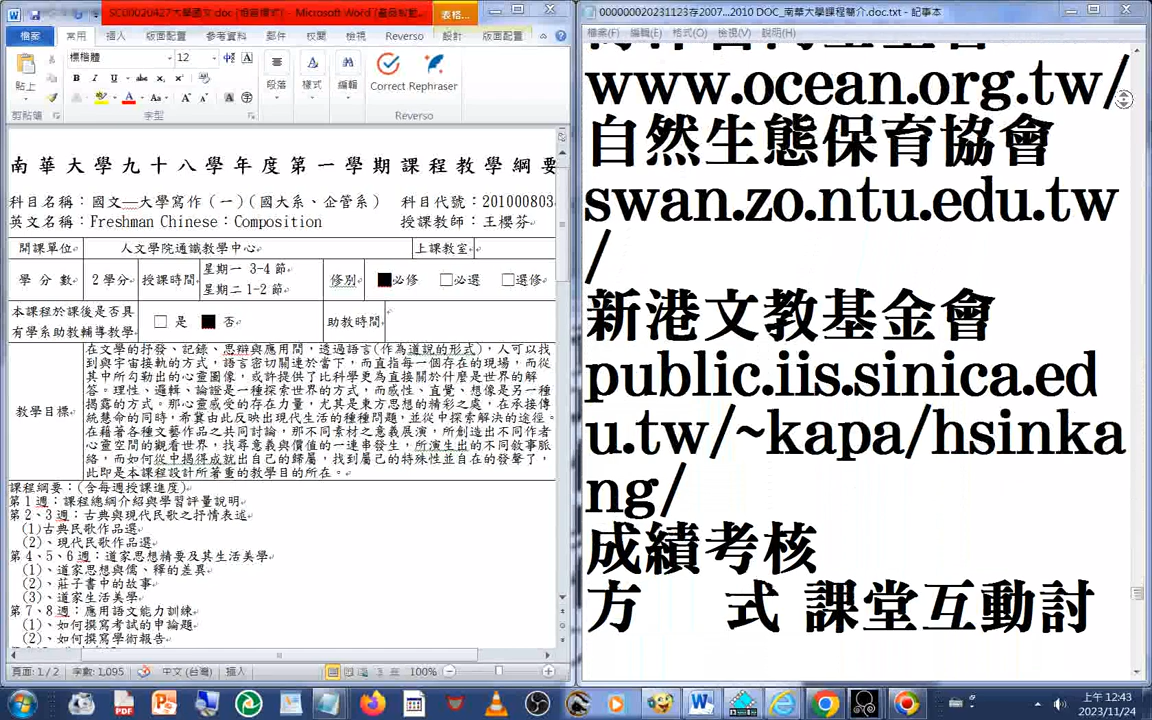 SC00020427大學國文.doc [相容模式] - Microsoft Word (產品啟動...
表格...
檔案
常用
插入
版面配置
參考資料
郵件
校閱
檢視
Reverso
設計
版面配置
標楷體
12
貼上
段落
樣式
編輯
Correct
Rephraser
剪貼簿
字型
Reverso
南華大學九十八學年度第一學期課程教學綱要
科目名稱：國文—大學寫作(一)(國大系、企管系) 科目代號：201000803
英文名稱：Freshman Chinese：Composition 授課教師：王櫻芬
開課單位 人文學院通識教學中心 上課教室
學分數 2學分 授課時間 星期一 3-4節
星期二1-2節
修別 ■必修 □必選 □選修
本課程於課後是否具
有學系助教輔導教學
□ 是 ■ 否 助教時間
教學目標
在文學的抒發、記錄、思辯與應用間，透過語言(作為道說的形式)，人可以找
到與宇宙接軌的方式，語言密切關連於當下，而直指每一個存在的現場，而從
其中所勾勒出的心靈圖像，或許提供了比科學更為直接關於什麼是世界的解
答。理性、邏輯、論證是一種探索世界的方式，而感性、直覺、想像是另一種
揭露的方式。那心靈感受的存在力量，尤其是東方思想的精彩之處，在承接傳
統慧命的同時，希冀由此反映出現代生活的種種問題，並從中探索解決的途徑。
在藉著各種文藝作品之共同討論，那不同素材之意義展演，所創造出不同作者
心靈空間的觀看世界，找尋意義與價值的一連串發生，所演生出的不同敘事脈
絡，而如何從中揭得成就出自己的歸屬，找到屬己的特殊性並自在的發聲了，
此即是本課程設計所著重的教學目的所在。
課程綱要：(含每週授課進度)
第1週：課程總綱介紹與學習評量說明
第2、3週：古典與現代民歌之抒情表述
(1)古典民歌作品選
(2)、現代民歌作品選
第4、5、6週：道家思想精要及其生活美學
(1)、道家思想與儒、釋的差異
(2)、莊子書中的故事
(3)、道家生活美學
第7、8週：應用語文能力訓練
(1)、如何撰寫考試的申論題
(2)、如何撰寫學術報告
頁面: 1/2
字數: 1,095
中文 (台灣)
插入
100%
000000020231123存2007...2010 DOC_南華大學課程簡介.doc.txt - 記事本
檔案(F) 編輯(E) 格式(O) 檢視(V) 說明(H)
www.ocean.org.tw/
自然生態保育協會
swan.zo.ntu.edu.tw
/
新港文教基金會
public.iis.sinica.ed
u.tw/~kapa/hsinka
ng/
成績考核
方 式 課堂互動討
上午 12:43
2023/11/24